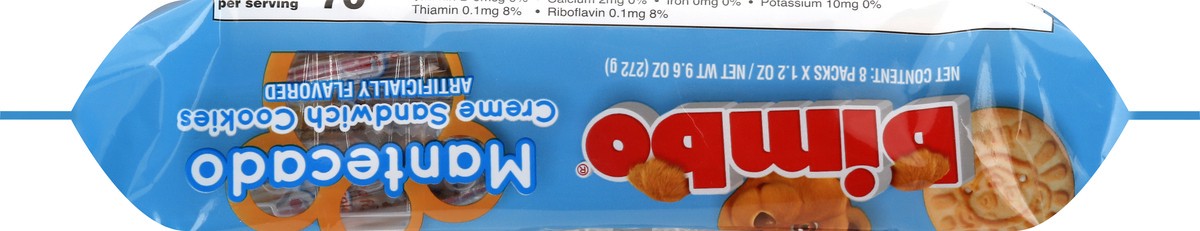 per serving
Calcium 2mg 0% • Iron 0mg 0% • Potassium 10mg 0%
Thiamin 0.1mg 8% • Riboflavin 0.1mg 8%
NET CONTENT: 8 PACKS X 1.2 OZ / NET WT 9.6 OZ (272 g)
bimbo®
Mantecado
Creme Sandwich Cookies
ARTIFICIALLY FLAVORED